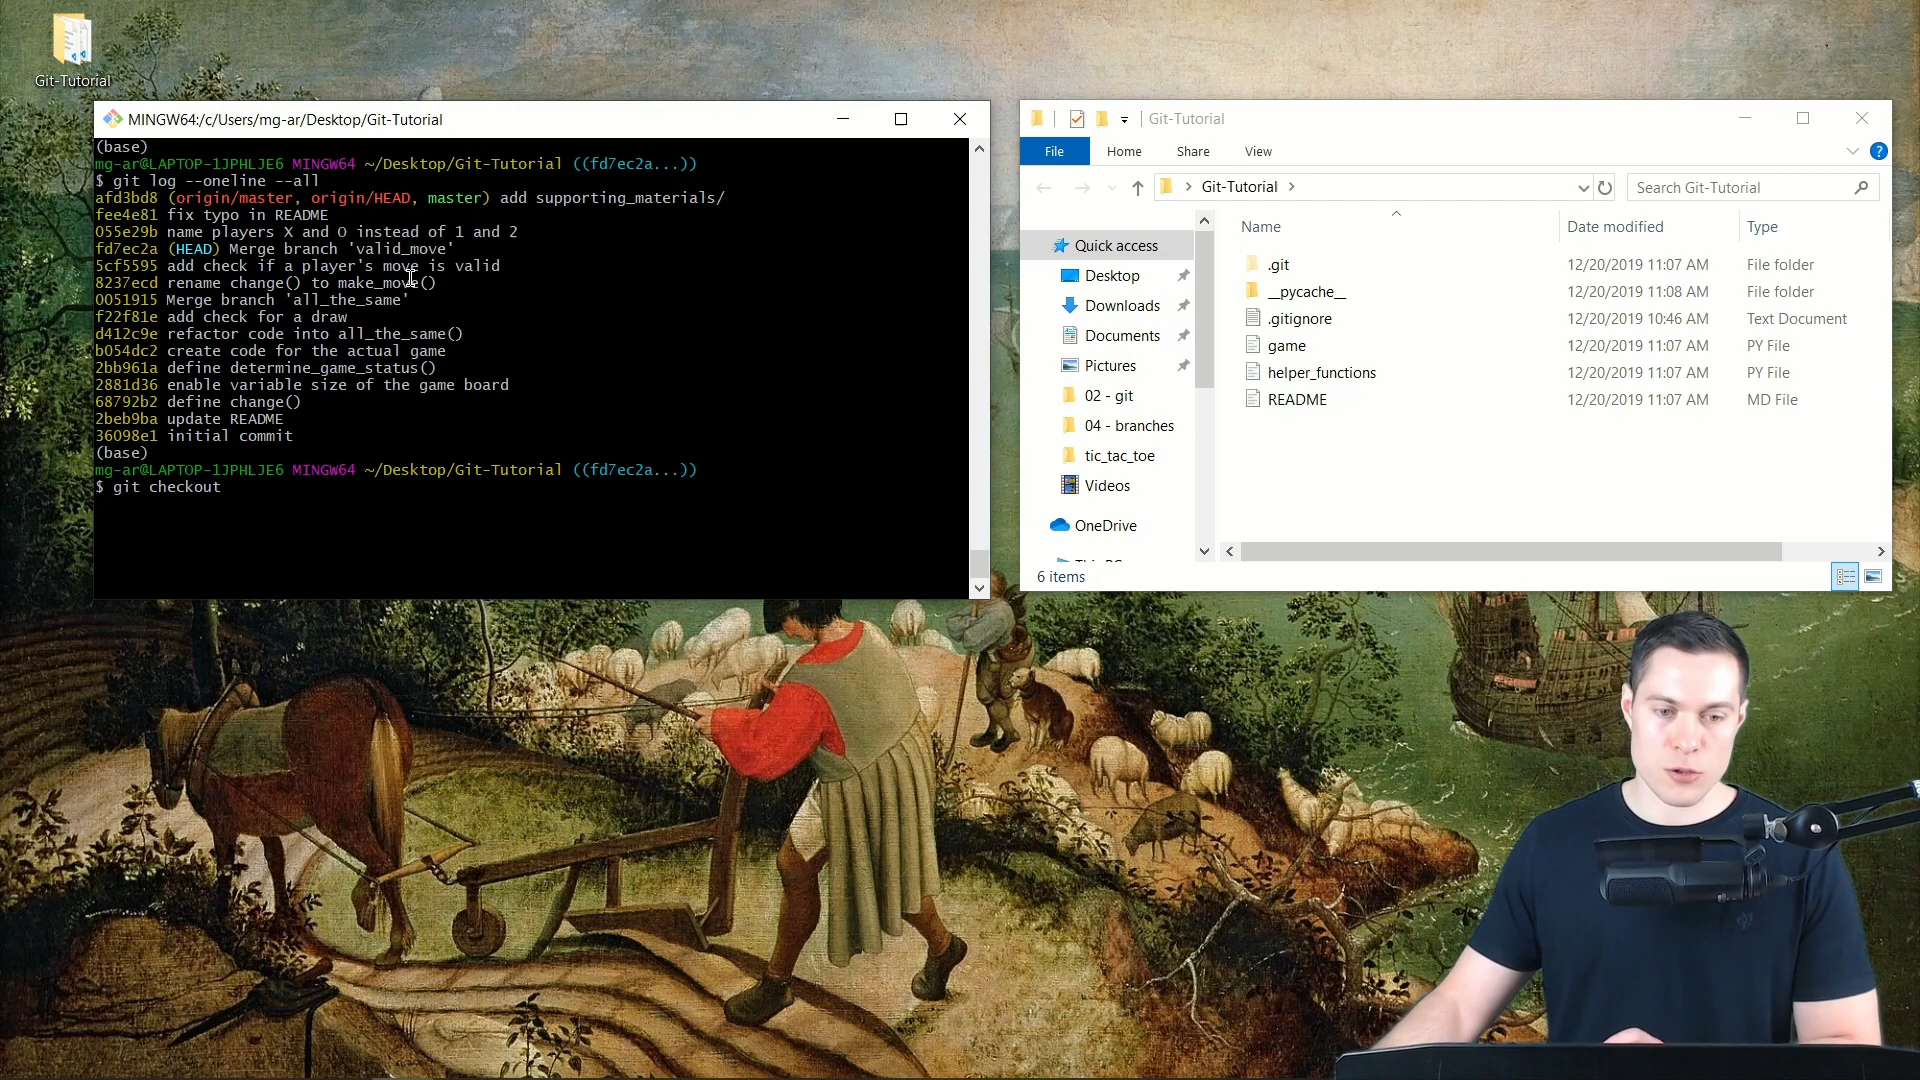 Git-Tutorial
MINGW64:/c/Users/mg-ar/Desktop/Git-Tutorial
(base)
mg-ar@LAPTOP-1JPHLJE6 MINGW64 ~/Desktop/Git-Tutorial ((fd7ec2a...))
$ git log --oneline --all
afd3bd8 (origin/master, origin/HEAD, master) add supporting_materials/
fee4e81 fix typo in README
055e29b name players X and O instead of 1 and 2
fd7ec2a (HEAD) Merge branch 'valid_move'
5cf5595 add check if a player's move is valid
8237ecd rename change() to make_move()
0051915 Merge branch 'all_the_same'
f22f81e add check for a draw
d412c9e refactor code into all_the_same()
b054dc2 create code for the actual game
2bb961a define determine_game_status()
2881d36 enable variable size of the game board
68792b2 define change()
2beb9ba update README
36098e1 initial commit
(base)
mg-ar@LAPTOP-1JPHLJE6 MINGW64 ~/Desktop/Git-Tutorial ((fd7ec2a...))
$ git checkout
Git-Tutorial
File Home Share View
Git-Tutorial
Search Git-Tutorial
Quick access
Desktop
Downloads
Documents
Pictures
02 - git
04 - branches
tic_tac_toe
Videos
OneDrive
Name Date modified Type
.git 12/20/2019 11:07 AM File folder
__pycache__ 12/20/2019 11:08 AM File folder
.gitignore 12/20/2019 10:46 AM Text Document
game 12/20/2019 11:07 AM PY File
helper_functions 12/20/2019 11:07 AM PY File
README 12/20/2019 11:07 AM MD File
6 items